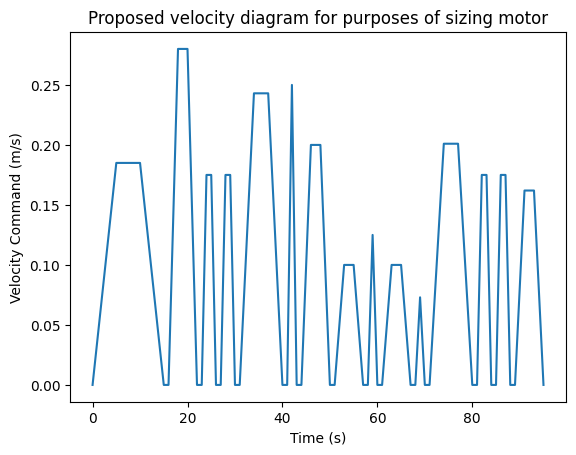 Proposed velocity diagram for purposes of sizing motor
Velocity Command (m/s)
0.25
0.20
0.15
0.10
0.05
0.00
0 20 40 60 80
Time (s)